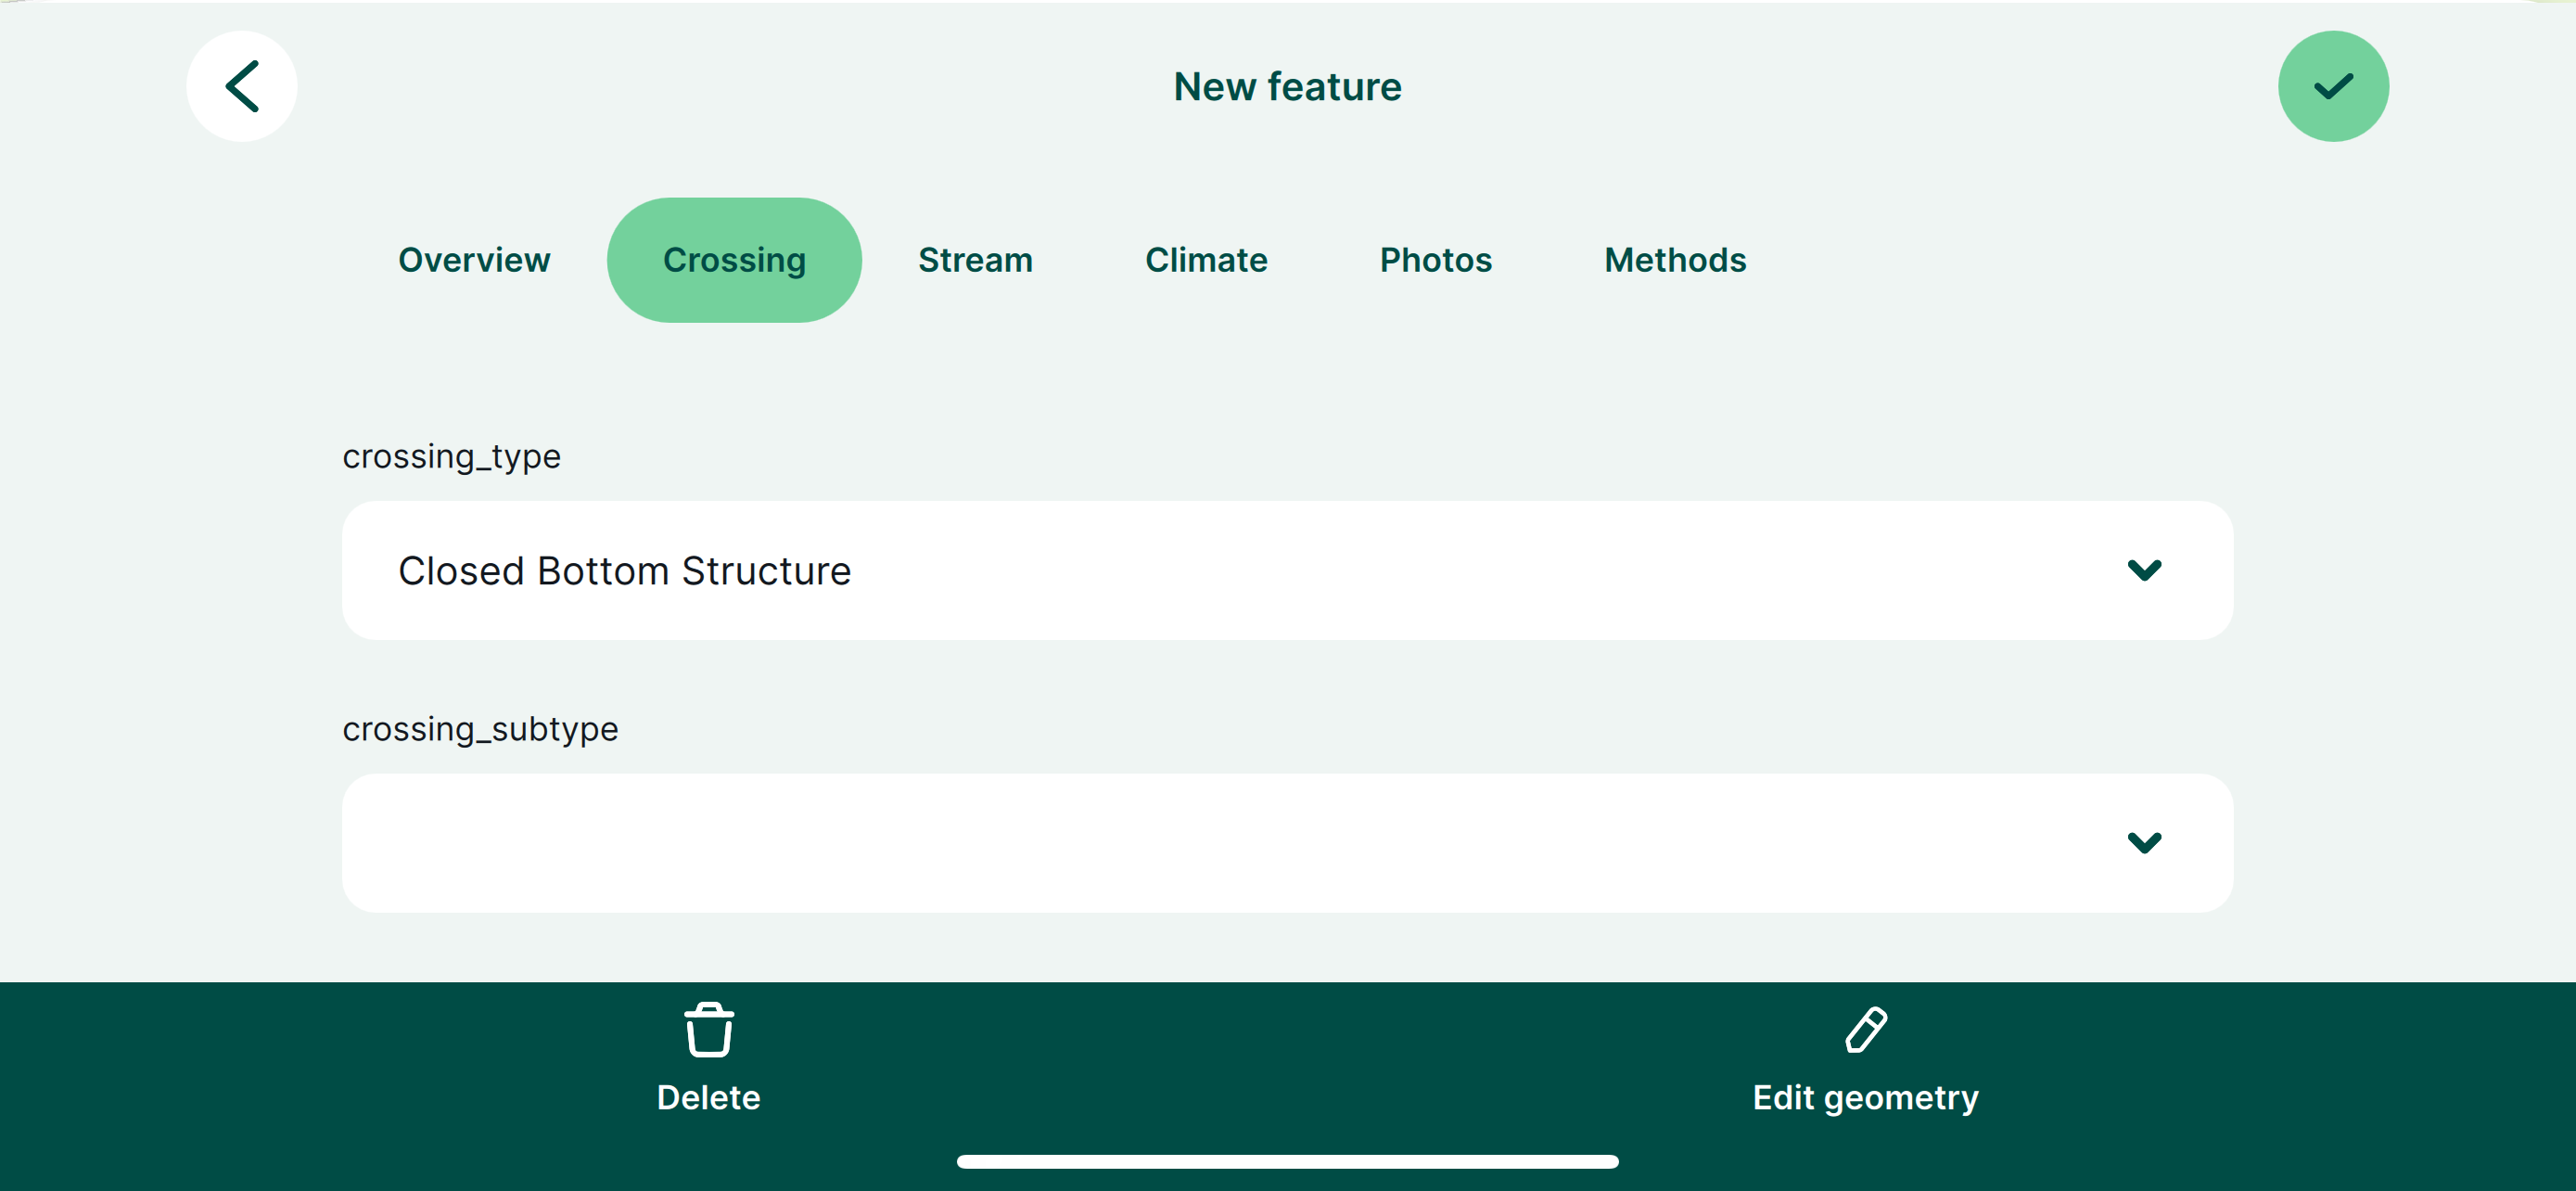 New feature
Overview Crossing Stream Climate Photos Methods
crossing_type
Closed Bottom Structure
crossing_subtype
Delete Edit geometry